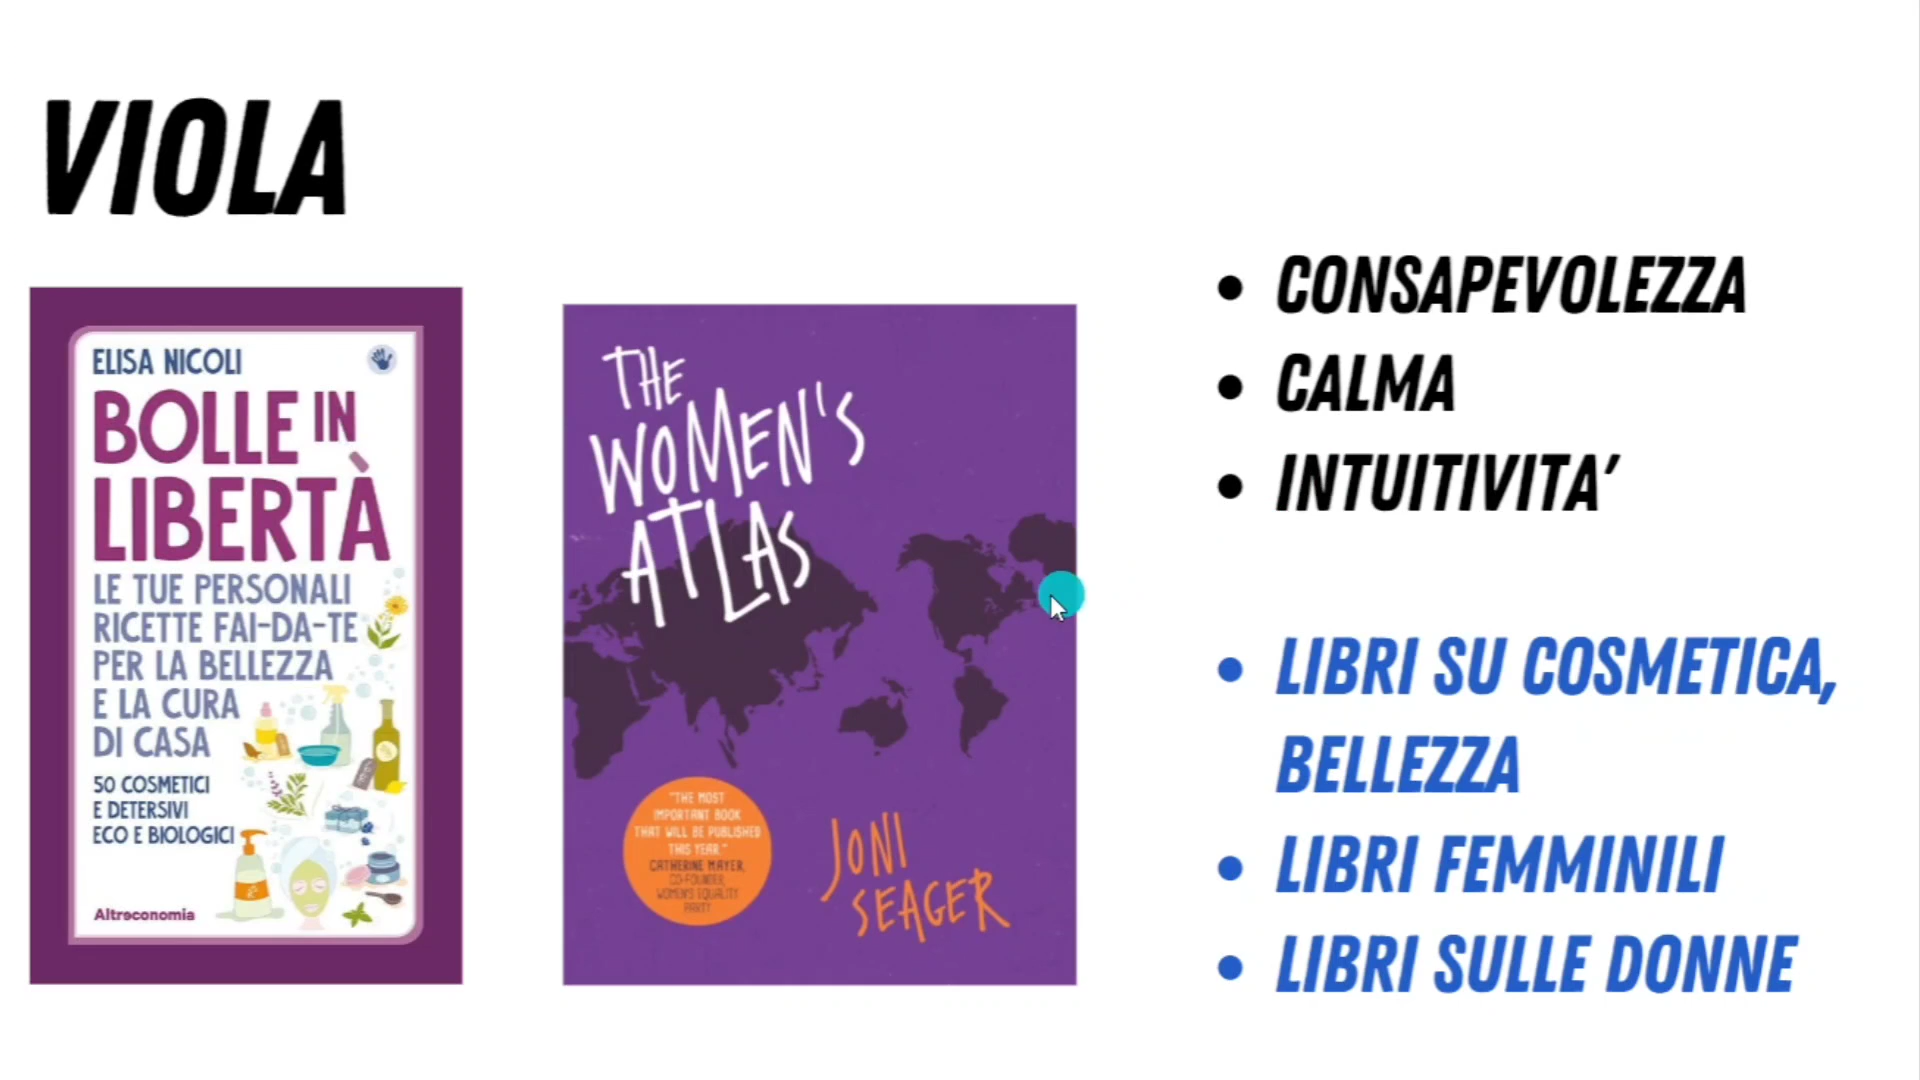 VIOLA
ELISA NICOLI
BOLLE IN
LIBERTÀ
LE TUE PERSONALI
RICETTE FAI-DA-TE
PER LA BELLEZZA
E LA CURA
DI CASA
50 COSMETICI
E DETERSIVI
ECO E BIOLOGICI
Altreconomia
THE
WOMEN'S
ATLAS
"THE MOST
IMPORTANT BOOK
THAT WILL BE PUBLISHED
THIS YEAR."
CATHERINE MAYER,
CO-FOUNDER,
WOMEN'S EQUALITY
PARTY
JONI
SEAGER
• CONSAPEVOLEZZA
• CALMA
• INTUITIVITA'
• LIBRI SU COSMETICA,
BELLEZZA
• LIBRI FEMMINILI
• LIBRI SULLE DONNE